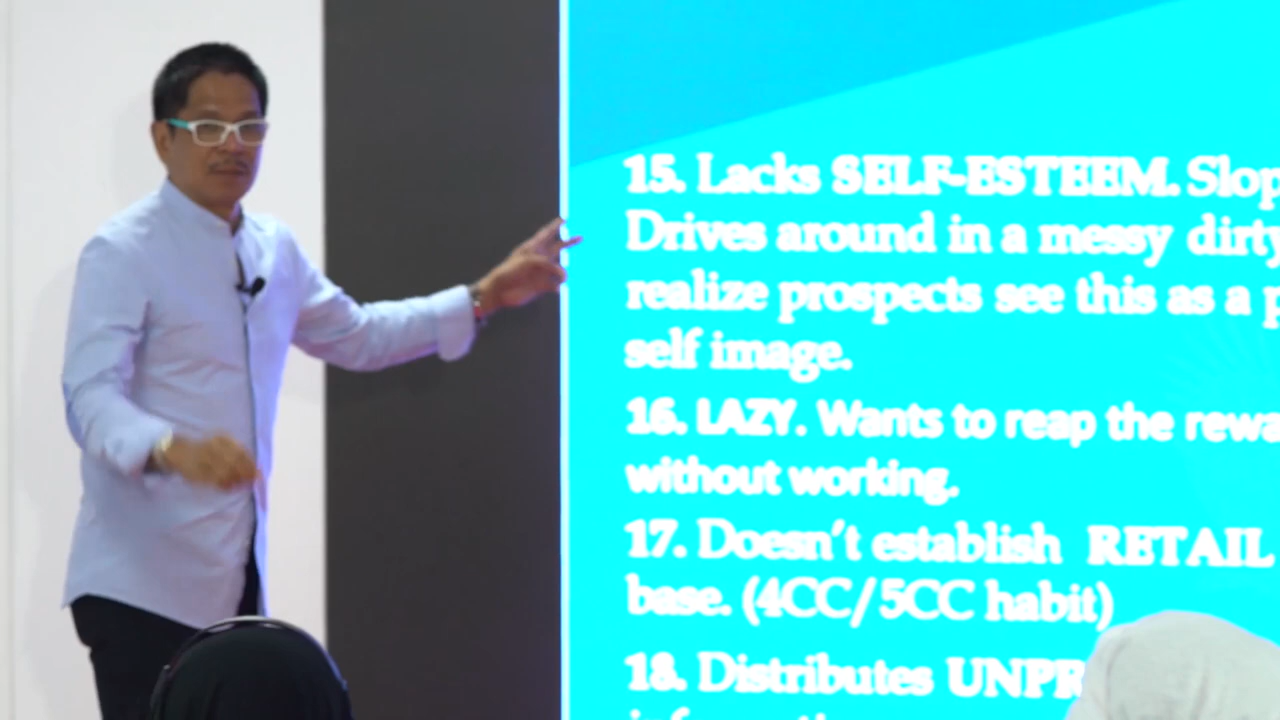 15. Lacks SELF-ESTEEM.
Drives around in a messy dirty
realize prospects see this as a
self image.
16. LAZY. Wants to reap the
without working.
17. Doesn't establish RETAIL
base. (4CC/5CC habit)
18. Distributes